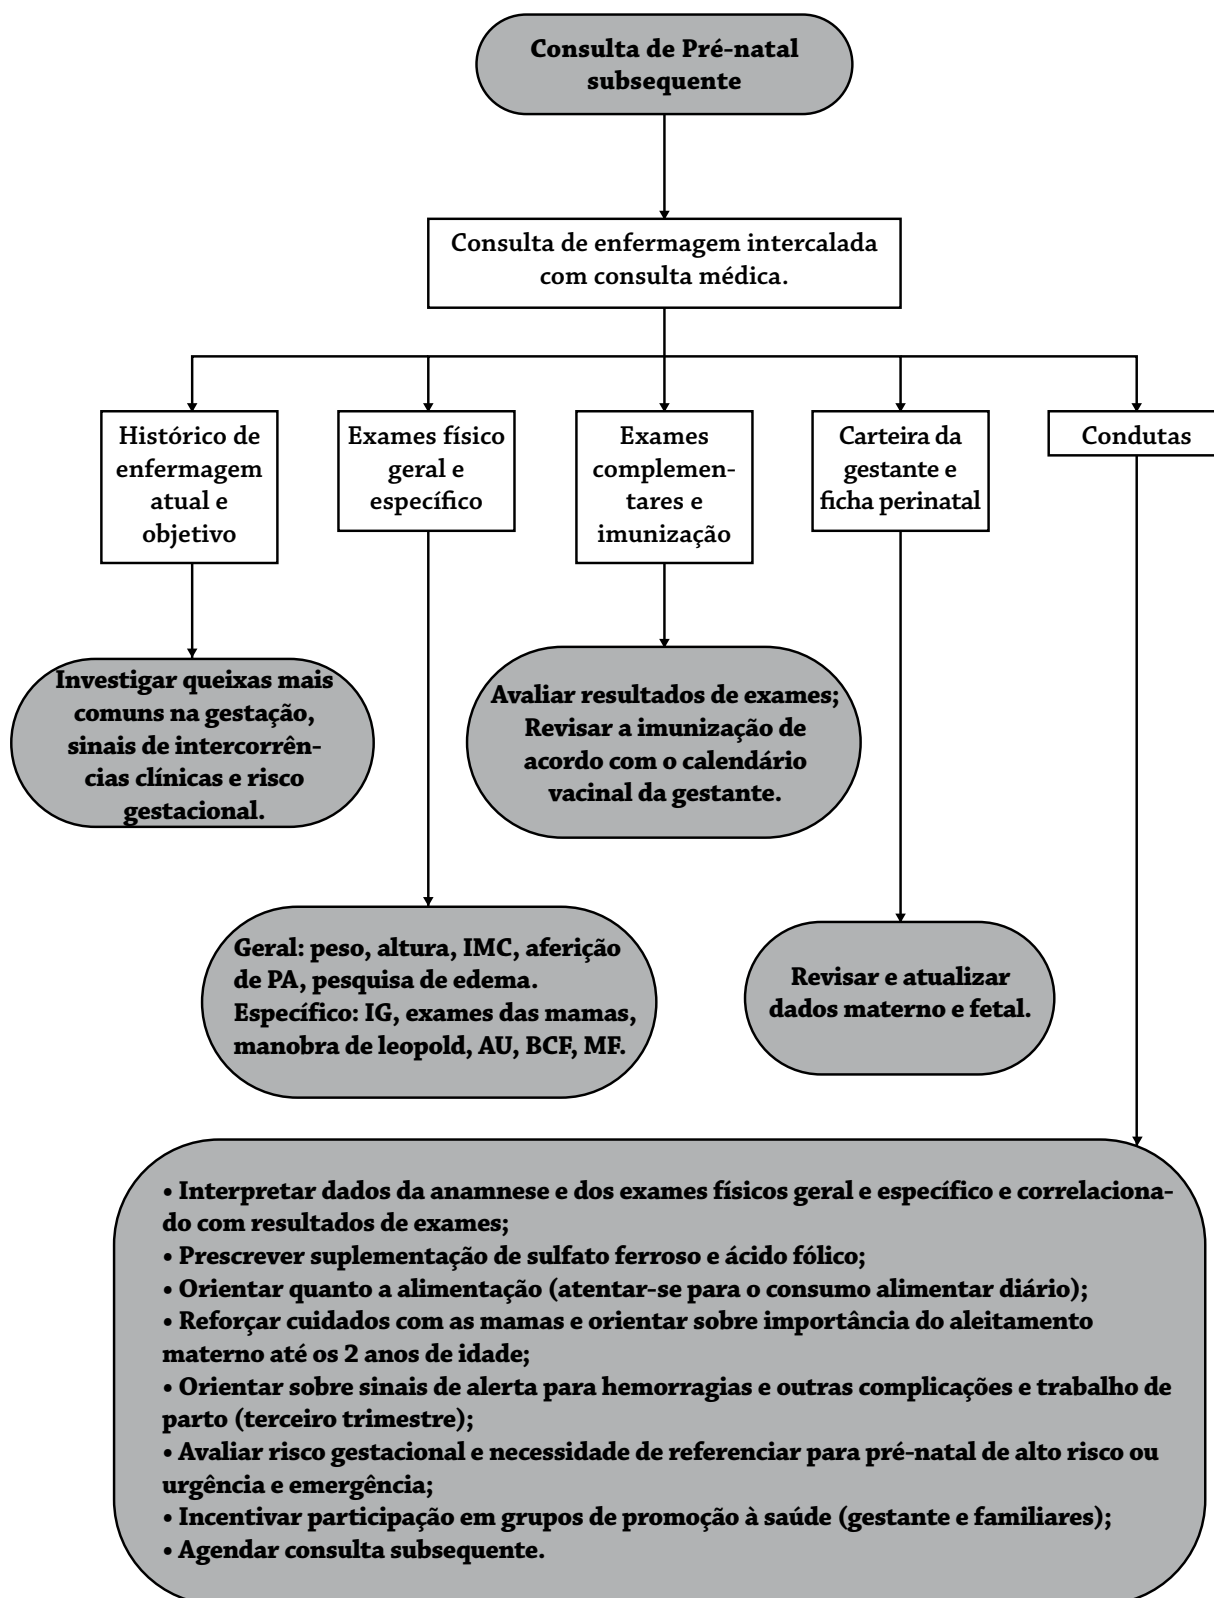 Consulta de Pré-natal
subsequente
Consulta de enfermagem intercalada
com consulta médica.
Histórico de
enfermagem
atual e
objetivo
Exames físico
geral e
específico
Exames
complemen-
tares e
imunização
Carteira da
gestante e
ficha perinatal
Condutas
Investigar queixas mais
comuns na gestação,
sinais de intercorrên-
cias clínicas e risco
gestacional.
Avaliar resultados de exames;
Revisar a imunização de
acordo com o calendário
vacinal da gestante.
Geral: peso, altura, IMC, aferição
de PA, pesquisa de edema.
Específico: IG, exames das mamas,
manobra de leopold, AU, BCF, MF.
Revisar e atualizar
dados materno e fetal.
• Interpretar dados da anamnese e dos exames físicos geral e específico e correlaciona-
do com resultados de exames;
• Prescrever suplementação de sulfato ferroso e ácido fólico;
• Orientar quanto a alimentação (atentar-se para o consumo alimentar diário);
• Reforçar cuidados com as mamas e orientar sobre importância do aleitamento
materno até os 2 anos de idade;
• Orientar sobre sinais de alerta para hemorragias e outras complicações e trabalho de
parto (terceiro trimestre);
• Avaliar risco gestacional e necessidade de referenciar para pré-natal de alto risco ou
urgência e emergência;
• Incentivar participação em grupos de promoção à saúde (gestante e familiares);
• Agendar consulta subsequente.